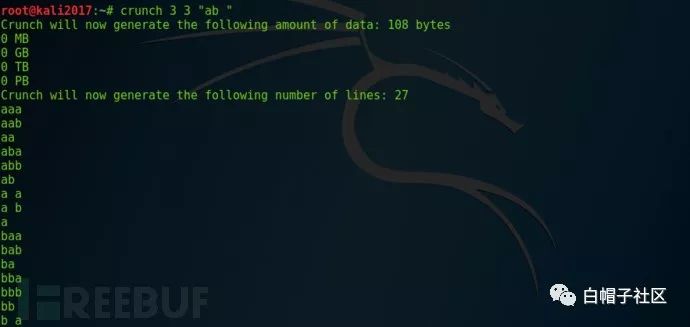 root@kali2017:~# crunch 3 3 "ab "
Crunch will now generate the following amount of data: 108 bytes
0 MB
0 GB
0 TB
0 PB
Crunch will now generate the following number of lines: 27
aaa
aab
aa
aba
abb
ab
a a
a b
a
baa
bab
ba
bba
bbb
bb
b a
FREEBUF
白帽子社区